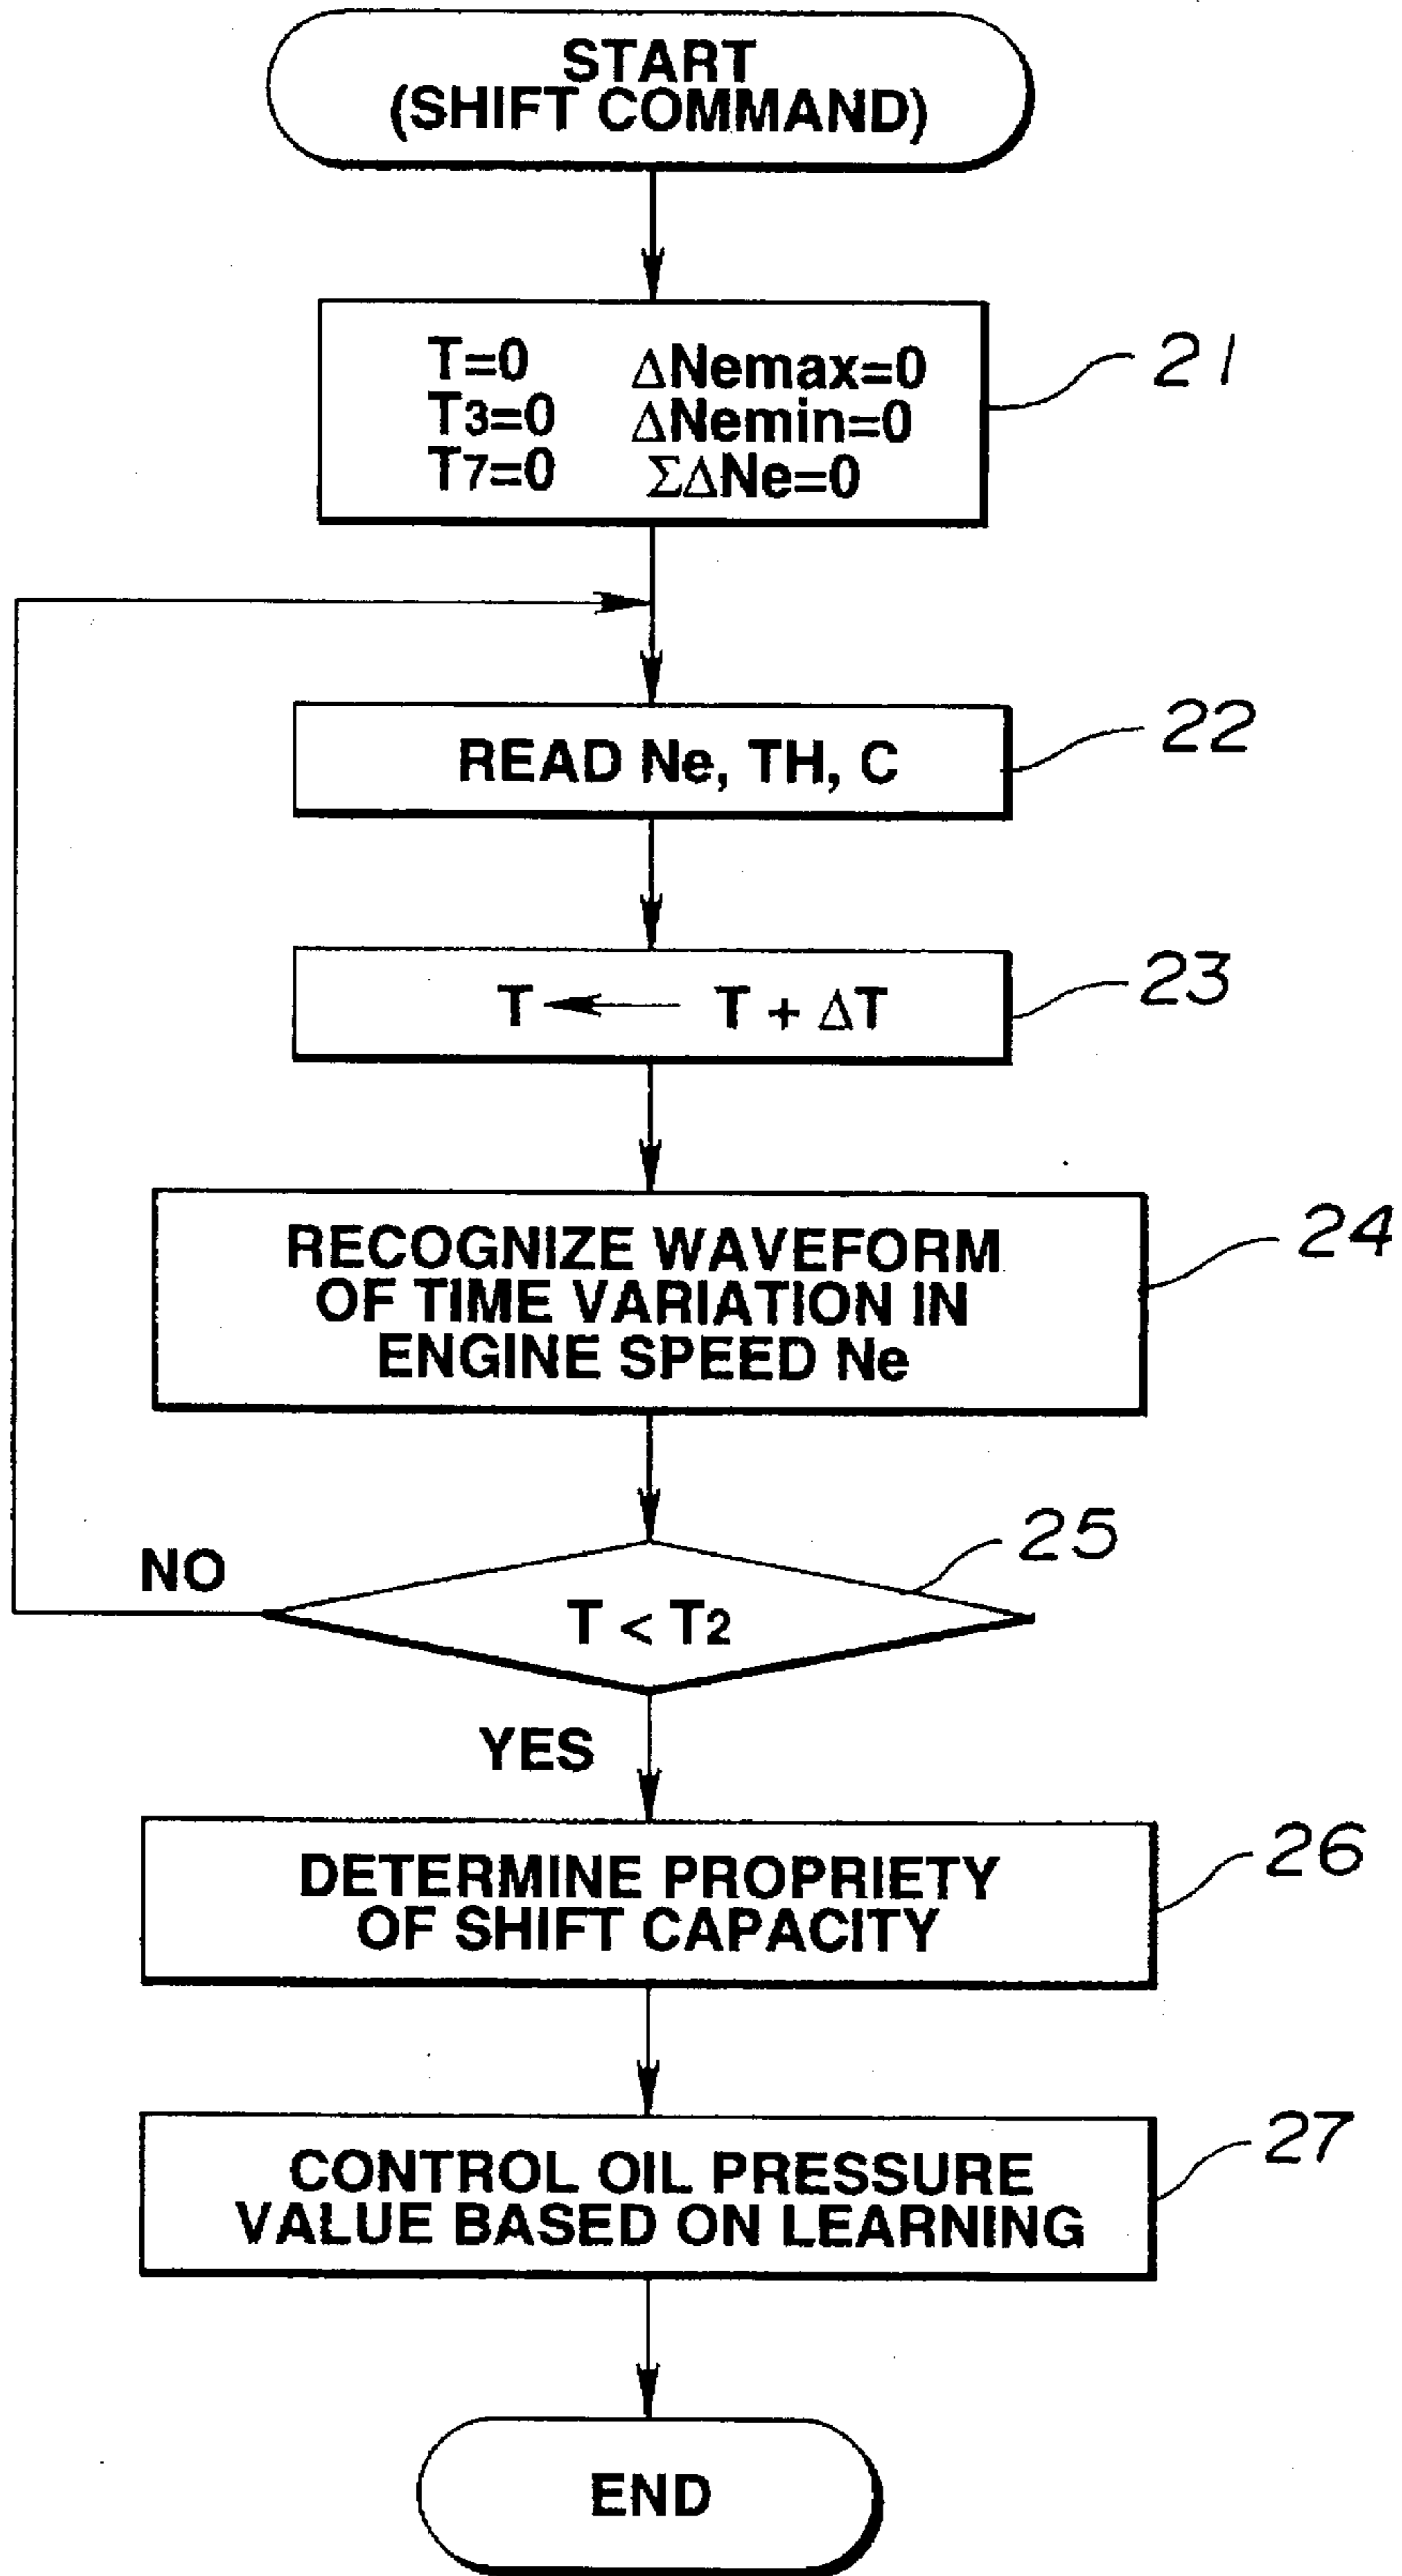 START
(SHIFT COMMAND)
T=0 ΔNemax=0
T3=0 ΔNemin=0
T7=0 ΣΔNe=0
21
READ Ne, TH, C
22
T ← T + ΔT
23
RECOGNIZE WAVEFORM
OF TIME VARIATION IN
ENGINE SPEED Ne
24
25
NO
T < T2
YES
DETERMINE PROPRIETY
OF SHIFT CAPACITY
26
CONTROL OIL PRESSURE
VALUE BASED ON LEARNING
27
END